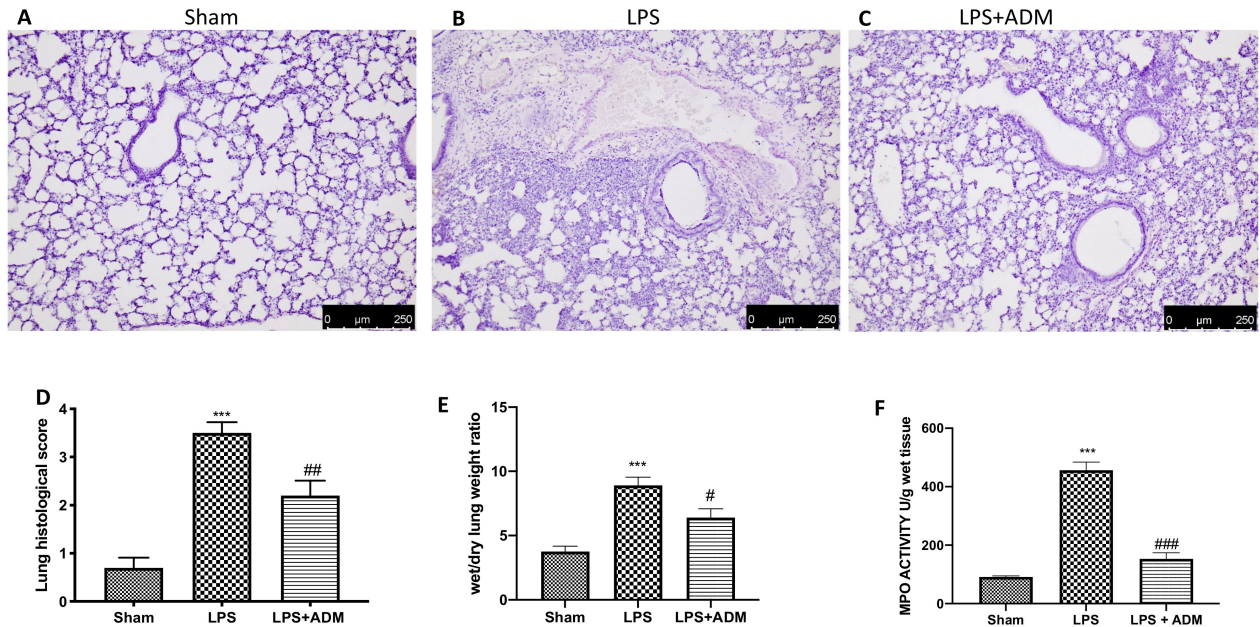 A Sham
B LPS
C LPS+ADM
0 µm 250
0 µm 250
0 µm 250
D
Lung histological score
4
3
2
1
0
***
##
Sham LPS LPS+ADM
E
wet/dry lung weight ratio
15
10
5
0
***
#
Sham LPS LPS+ADM
F
MPO ACTIVITY U/g wet tissue
600
400
200
0
***
###
Sham LPS LPS + ADM